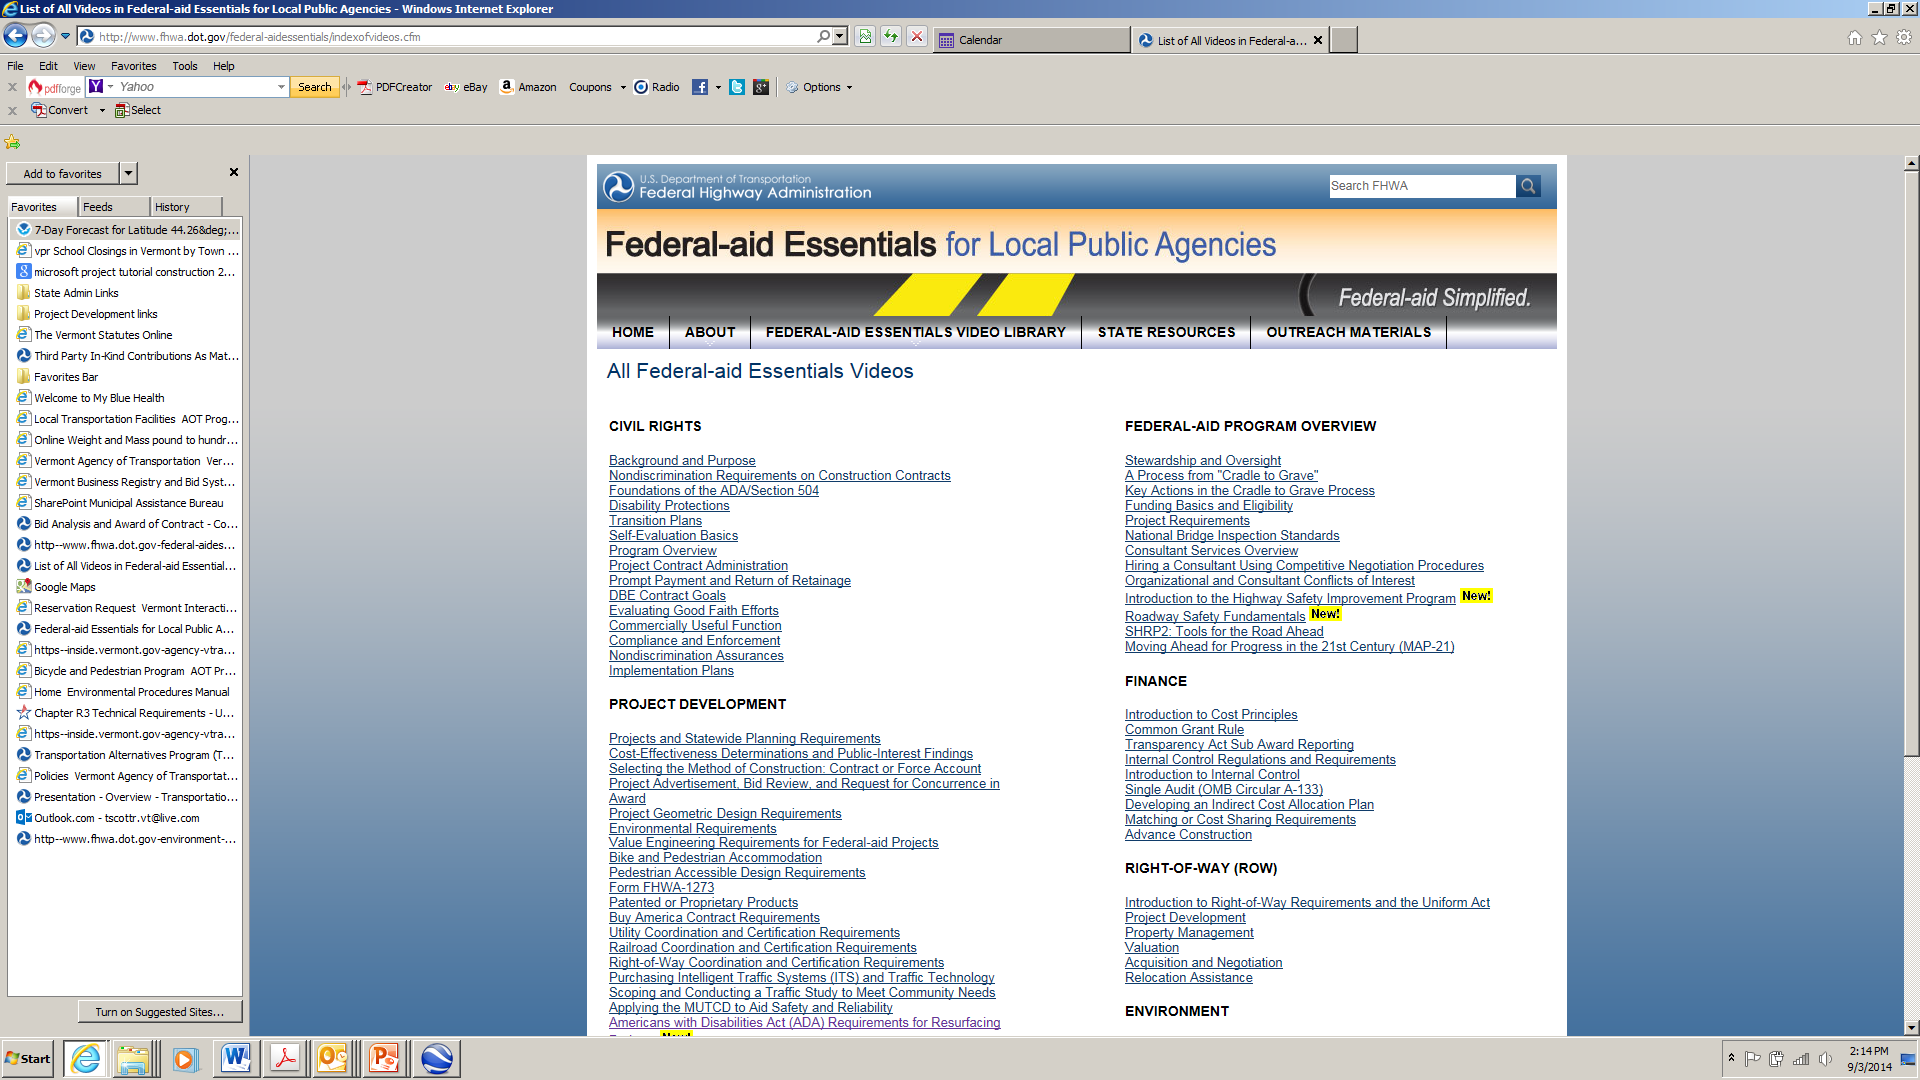 List of All Videos in Federal-aid Essentials for Local Public Agencies - Windows Internet Explorer
http://www.fhwa.dot.gov/federal-aidessentials/indexofvideos.cfm
Calendar
List of All Videos in Federal-a...
File Edit View Favorites Tools Help
pdfforge Yahoo Search PDFCreator eBay Amazon Coupons Radio Options
Convert Select
Add to favorites
Favorites Feeds History
7-Day Forecast for Latitude 44.26&deg;...
vpr School Closings in Vermont by Town ...
microsoft project tutorial construction 2...
State Admin Links
Project Development links
The Vermont Statutes Online
Third Party In-Kind Contributions As Mat...
Favorites Bar
Welcome to My Blue Health
Local Transportation Facilities AOT Prog...
Online Weight and Mass pound to hundr...
Vermont Agency of Transportation Ver...
Vermont Business Registry and Bid Syst...
SharePoint Municipal Assistance Bureau
Bid Analysis and Award of Contract - Co...
http--www.fhwa.dot.gov-federal-aides...
List of All Videos in Federal-aid Essential...
Google Maps
Reservation Request Vermont Interacti...
Federal-aid Essentials for Local Public A...
https--inside.vermont.gov-agency-vtra...
Bicycle and Pedestrian Program AOT Pr...
Home Environmental Procedures Manual
Chapter R3 Technical Requirements - U...
https--inside.vermont.gov-agency-vtra...
Transportation Alternatives Program (T...
Policies Vermont Agency of Transportat...
Presentation - Overview - Transportatio...
Outlook.com - tscottr.vt@live.com
http--www.fhwa.dot.gov-environment-...
Turn on Suggested Sites...
U.S. Department of Transportation
Federal Highway Administration
Search FHWA
Federal-aid Essentials for Local Public Agencies
Federal-aid Simplified.
HOME ABOUT FEDERAL-AID ESSENTIALS VIDEO LIBRARY STATE RESOURCES OUTREACH MATERIALS
All Federal-aid Essentials Videos
CIVIL RIGHTS
Background and Purpose
Nondiscrimination Requirements on Construction Contracts
Foundations of the ADA/Section 504
Disability Protections
Transition Plans
Self-Evaluation Basics
Program Overview
Project Contract Administration
Prompt Payment and Return of Retainage
DBE Contract Goals
Evaluating Good Faith Efforts
Commercially Useful Function
Compliance and Enforcement
Nondiscrimination Assurances
Implementation Plans
PROJECT DEVELOPMENT
Projects and Statewide Planning Requirements
Cost-Effectiveness Determinations and Public-Interest Findings
Selecting the Method of Construction: Contract or Force Account
Project Advertisement, Bid Review, and Request for Concurrence in
Award
Project Geometric Design Requirements
Environmental Requirements
Value Engineering Requirements for Federal-aid Projects
Bike and Pedestrian Accommodation
Pedestrian Accessible Design Requirements
Form FHWA-1273
Patented or Proprietary Products
Buy America Contract Requirements
Utility Coordination and Certification Requirements
Railroad Coordination and Certification Requirements
Right-of-Way Coordination and Certification Requirements
Purchasing Intelligent Traffic Systems (ITS) and Traffic Technology
Scoping and Conducting a Traffic Study to Meet Community Needs
Applying the MUTCD to Aid Safety and Reliability
Americans with Disabilities Act (ADA) Requirements for Resurfacing
New!
FEDERAL-AID PROGRAM OVERVIEW
Stewardship and Oversight
A Process from "Cradle to Grave"
Key Actions in the Cradle to Grave Process
Funding Basics and Eligibility
Project Requirements
National Bridge Inspection Standards
Consultant Services Overview
Hiring a Consultant Using Competitive Negotiation Procedures
Organizational and Consultant Conflicts of Interest
Introduction to the Highway Safety Improvement Program New!
Roadway Safety Fundamentals New!
SHRP2: Tools for the Road Ahead
Moving Ahead for Progress in the 21st Century (MAP-21)
FINANCE
Introduction to Cost Principles
Common Grant Rule
Transparency Act Sub Award Reporting
Internal Control Regulations and Requirements
Introduction to Internal Control
Single Audit (OMB Circular A-133)
Developing an Indirect Cost Allocation Plan
Matching or Cost Sharing Requirements
Advance Construction
RIGHT-OF-WAY (ROW)
Introduction to Right-of-Way Requirements and the Uniform Act
Project Development
Property Management
Valuation
Acquisition and Negotiation
Relocation Assistance
ENVIRONMENT
Start
2:14 PM
9/3/2014